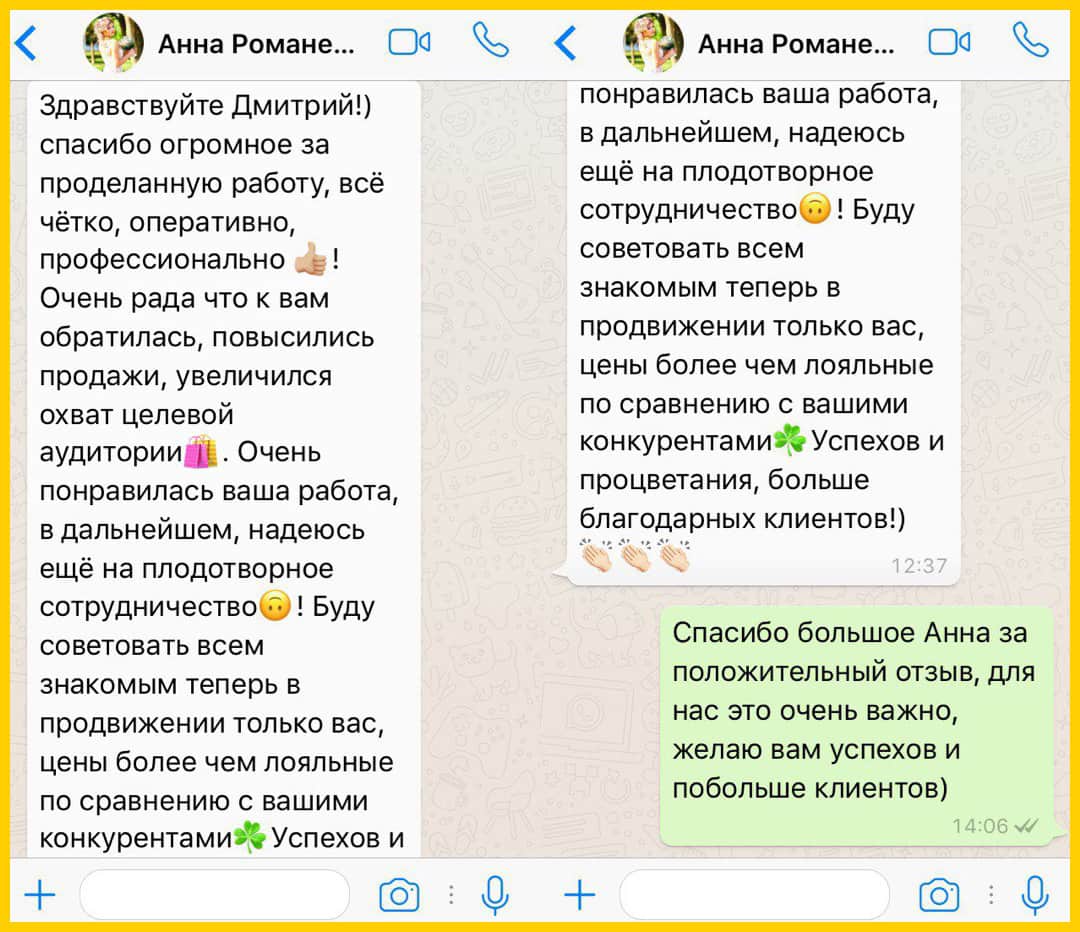 Анна Романе...
Здравствуйте Дмитрий!)
спасибо огромное за
проделанную работу, всё
чётко, оперативно,
профессионально 👍🏼!
Очень рада что к вам
обратилась, повысились
продажи, увеличился
охват целевой
аудитории🛍. Очень
понравилась ваша работа,
в дальнейшем, надеюсь
ещё на плодотворное
сотрудничество🙃! Буду
советовать всем
знакомым теперь в
продвижении только вас,
цены более чем лояльные
по сравнению с вашими
конкурентами☘️Успехов и
Анна Романе...
понравилась ваша работа,
в дальнейшем, надеюсь
ещё на плодотворное
сотрудничество🙃! Буду
советовать всем
знакомым теперь в
продвижении только вас,
цены более чем лояльные
по сравнению с вашими
конкурентами☘️Успехов и
процветания, больше
благодарных клиентов!)
👏🏻👏🏻👏🏻
12:37
Спасибо большое Анна за
положительный отзыв, для
нас это очень важно,
желаю вам успехов и
побольше клиентов)
14:06